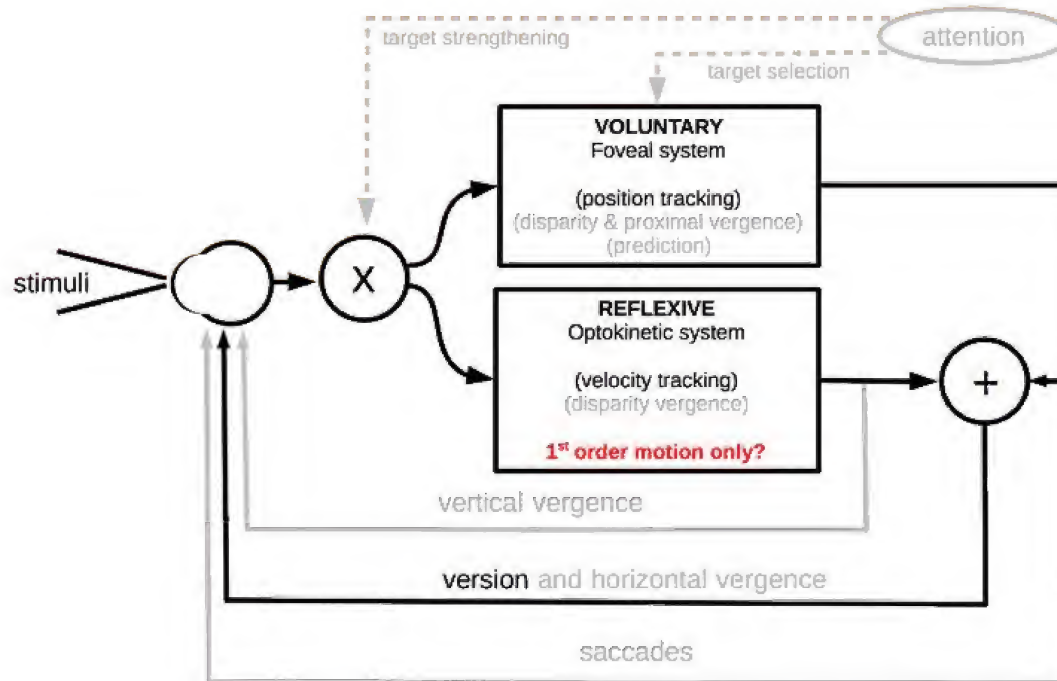 target strengthening
attention
target selection
VOLUNTARY
Foveal system
(position tracking)
(disparity & proximal vergence)
(prediction)
stimuli
X
REFLEXIVE
Optokinetic system
(velocity tracking)
(disparity vergence)
1st order motion only?
+
vertical vergence
version and horizontal vergence
saccades